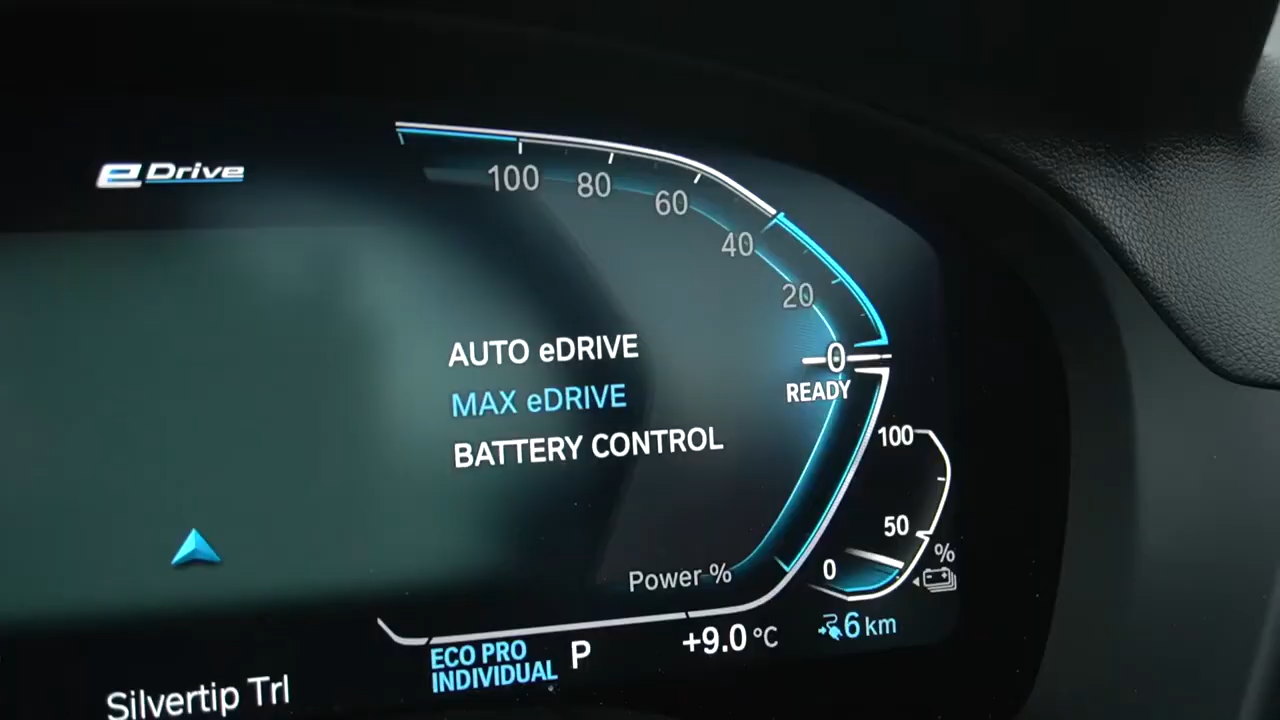 eDrive
100
80
60
40
20
0
READY
AUTO eDRIVE
MAX eDRIVE
BATTERY CONTROL
100
50
%
0
Power %
6 km
+9.0 °C
P
ECO PRO
INDIVIDUAL
Silvertip Trl